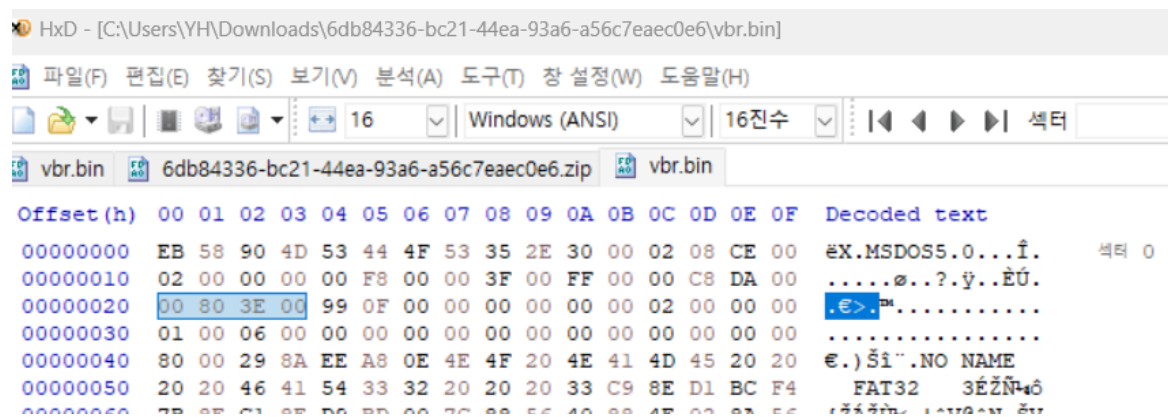 HxD - [C:\Users\YH\Downloads\6db84336-bc21-44ea-93a6-a56c7eaec0e6\vbr.bin]
파일(F) 편집(E) 찾기(S) 보기(V) 분석(A) 도구(T) 창 설정(W) 도움말(H)
16 Windows (ANSI) 16진수 섹터
vbr.bin 6db84336-bc21-44ea-93a6-a56c7eaec0e6.zip vbr.bin
Offset(h) 00 01 02 03 04 05 06 07 08 09 0A 0B 0C 0D 0E 0F Decoded text
00000000 EB 58 90 4D 53 44 4F 53 35 2E 30 00 02 08 CE 00 ëX.MSDOS5.0...Î. 섹터 0
00000010 02 00 00 00 00 F8 00 00 3F 00 FF 00 00 C8 DA 00 .....ø..?.ÿ..ÈÚ.
00000020 00 80 3E 00 99 0F 00 00 00 00 00 00 02 00 00 00 .€>.™...........
00000030 01 00 06 00 00 00 00 00 00 00 00 00 00 00 00 00 ................
00000040 80 00 29 8A EE A8 0E 4E 4F 20 4E 41 4D 45 20 20 €.)Šî¨.NO NAME
00000050 20 20 46 41 54 33 32 20 20 20 33 C9 8E D1 BC F4 FAT32 3ÉŽÑ¼ô